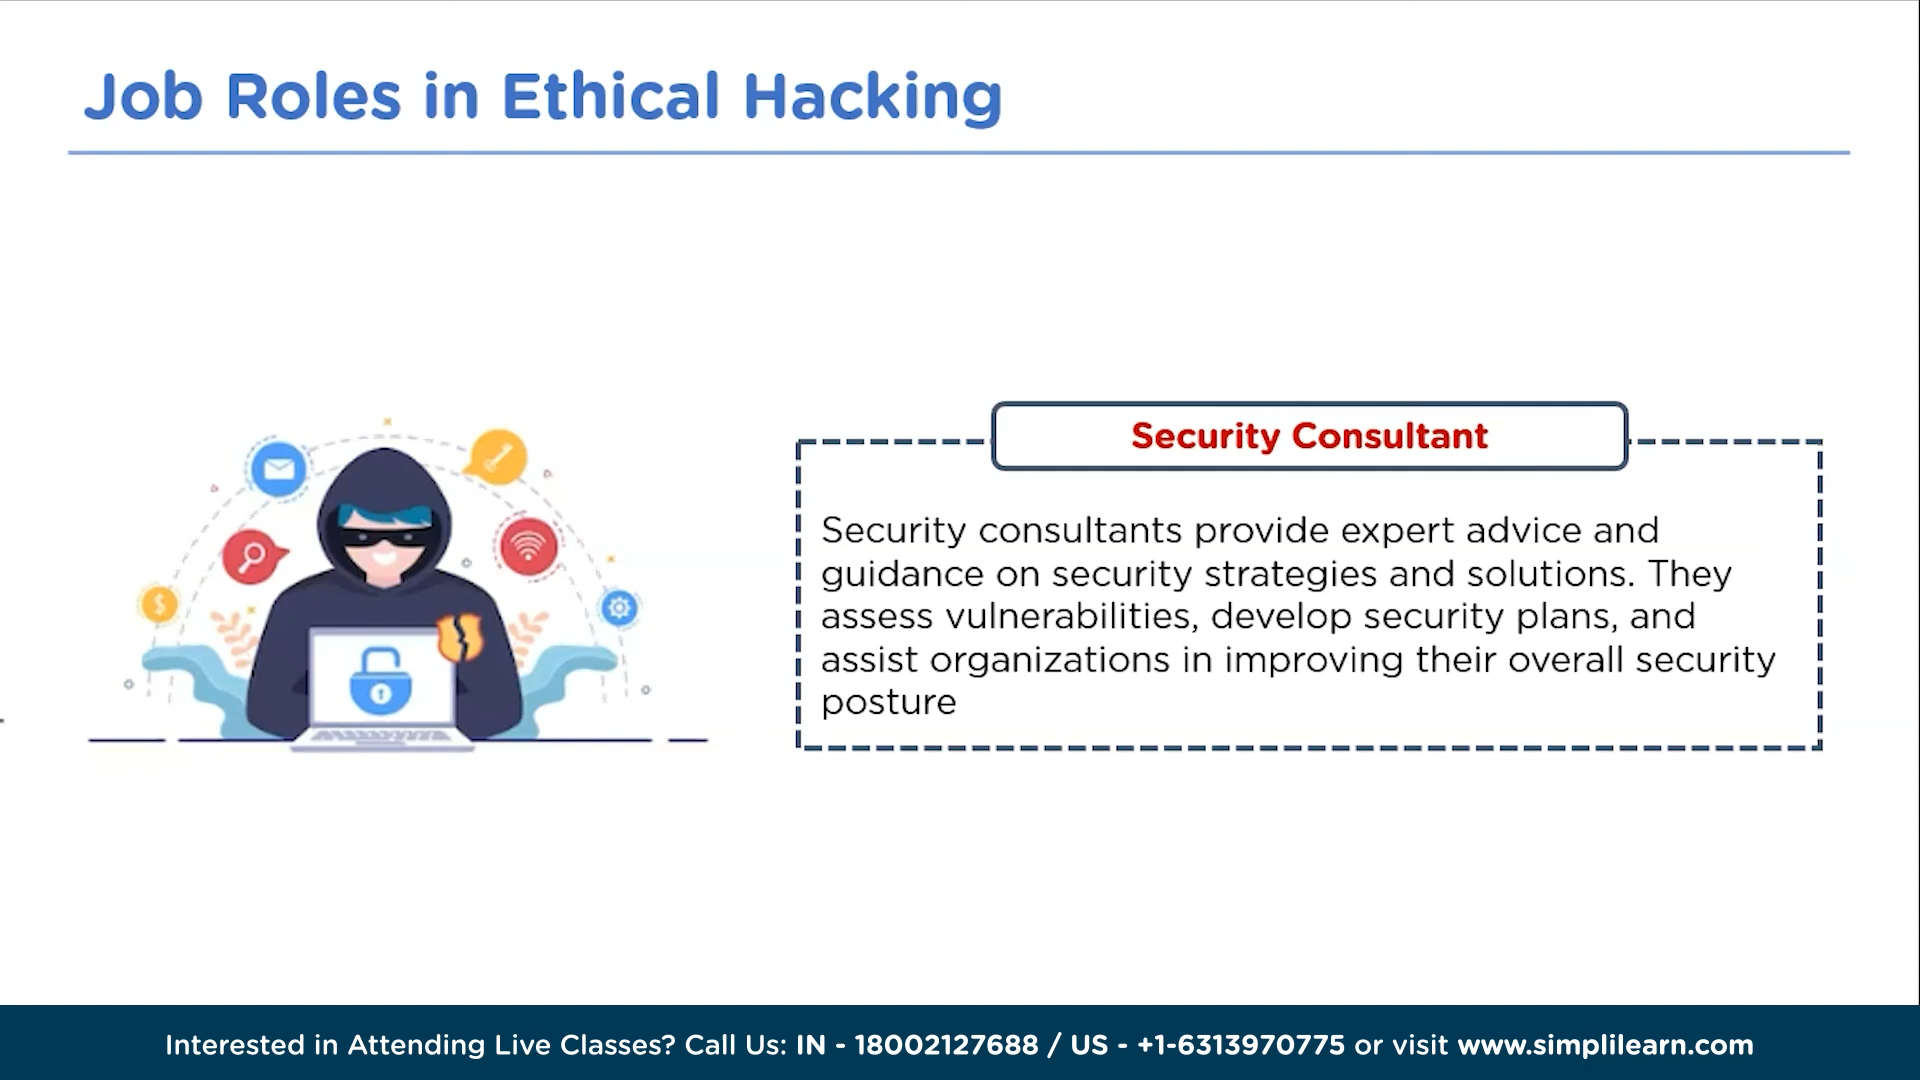 Job Roles in Ethical Hacking
Security Consultant
Security consultants provide expert advice and
guidance on security strategies and solutions. They
assess vulnerabilities, develop security plans, and
assist organizations in improving their overall security
posture
Interested in Attending Live Classes? Call Us: IN - 18002127688 / US - +1-6313970775 or visit www.simplilearn.com